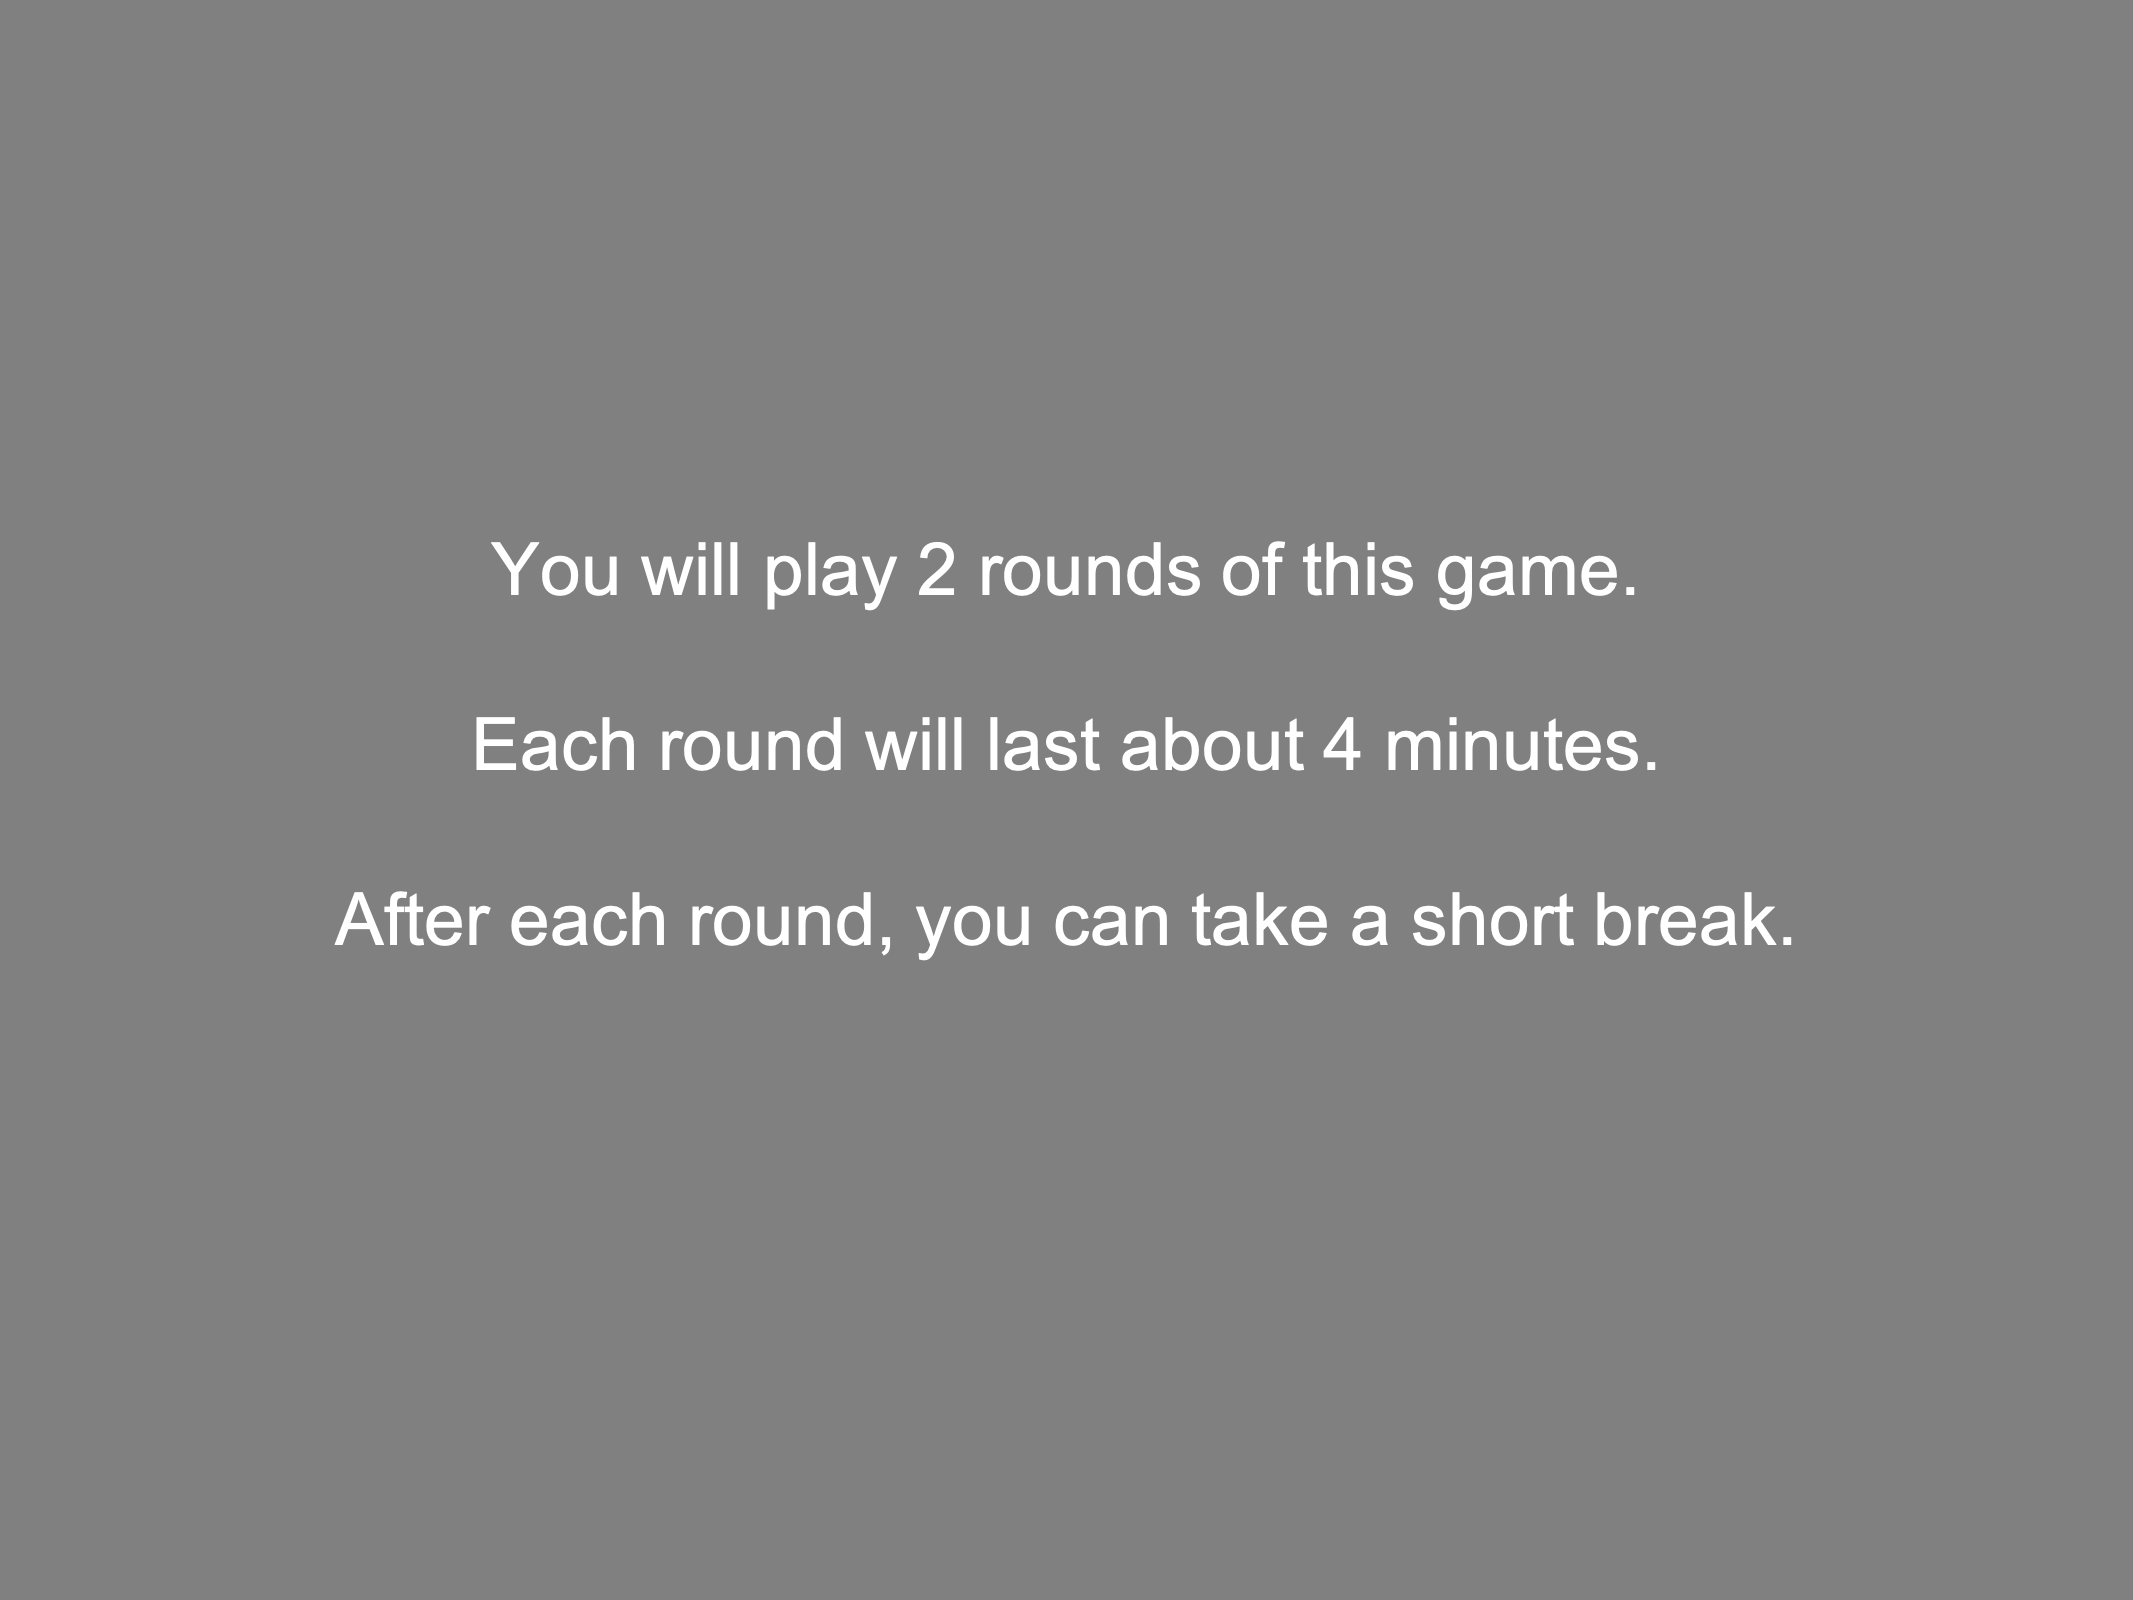 You will play 2 rounds of this game.
Each round will last about 4 minutes.
After each round, you can take a short break.